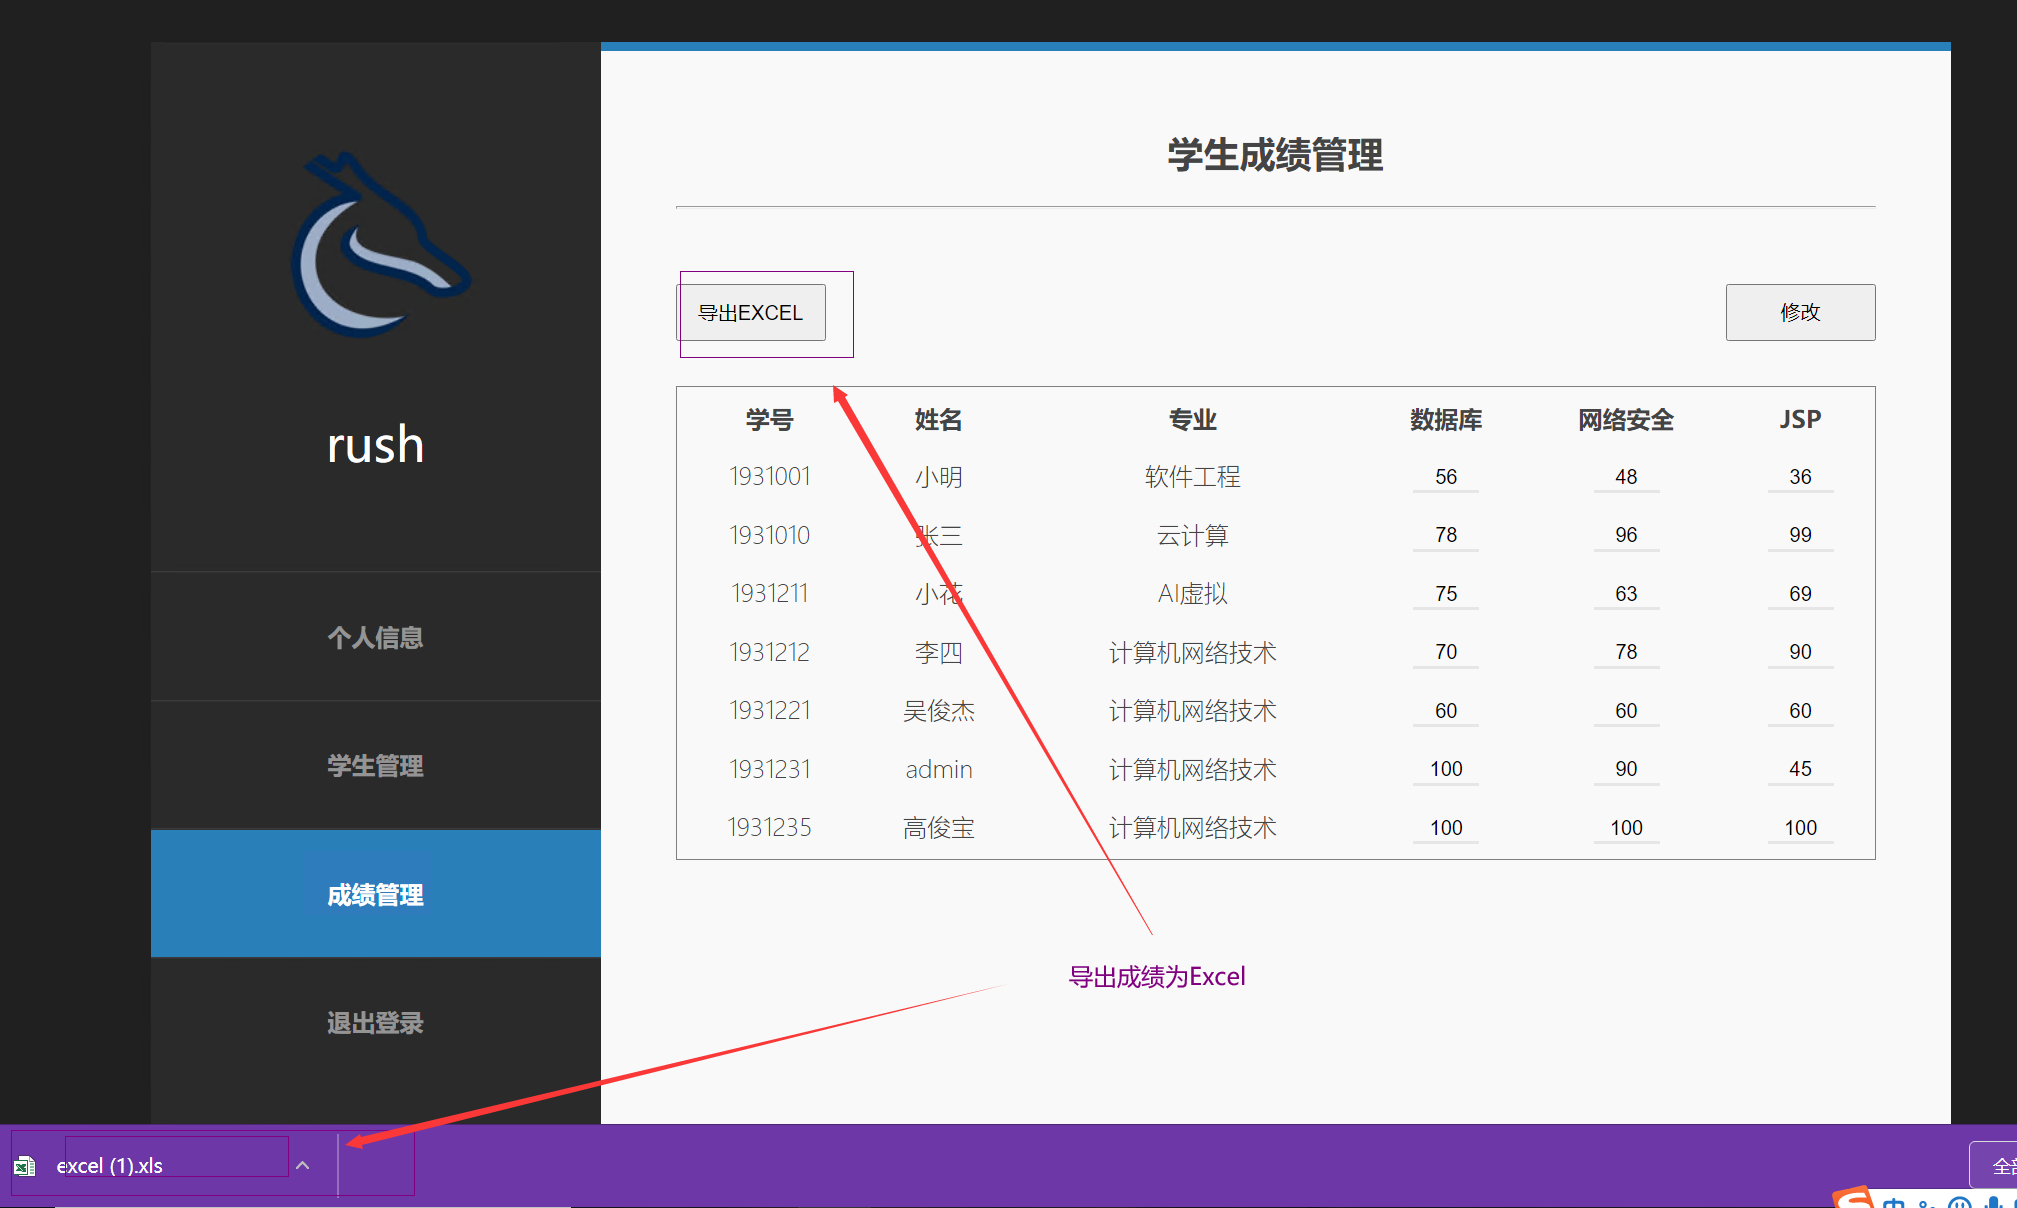 学生成绩管理
导出EXCEL
修改
rush
个人信息
学生管理
成绩管理
退出登录
学号 姓名 专业 数据库 网络安全 JSP
1931001 小明 软件工程 56 48 36
1931010 张三 云计算 78 96 99
1931211 小花 AI虚拟 75 63 69
1931212 李四 计算机网络技术 70 78 90
1931221 吴俊杰 计算机网络技术 60 60 60
1931231 admin 计算机网络技术 100 90 45
1931235 高俊宝 计算机网络技术 100 100 100
导出成绩为Excel
excel (1).xls
全部
中